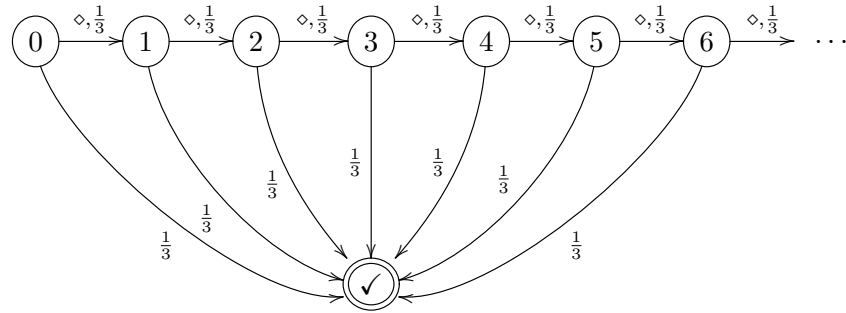 ⋄, 1/3 ⋄, 1/3 ⋄, 1/3 ⋄, 1/3 ⋄, 1/3 ⋄, 1/3 ⋄, 1/3
0 1 2 3 4 5 6 ⋯
1/3 1/3 1/3 1/3 1/3 1/3 1/3
✓